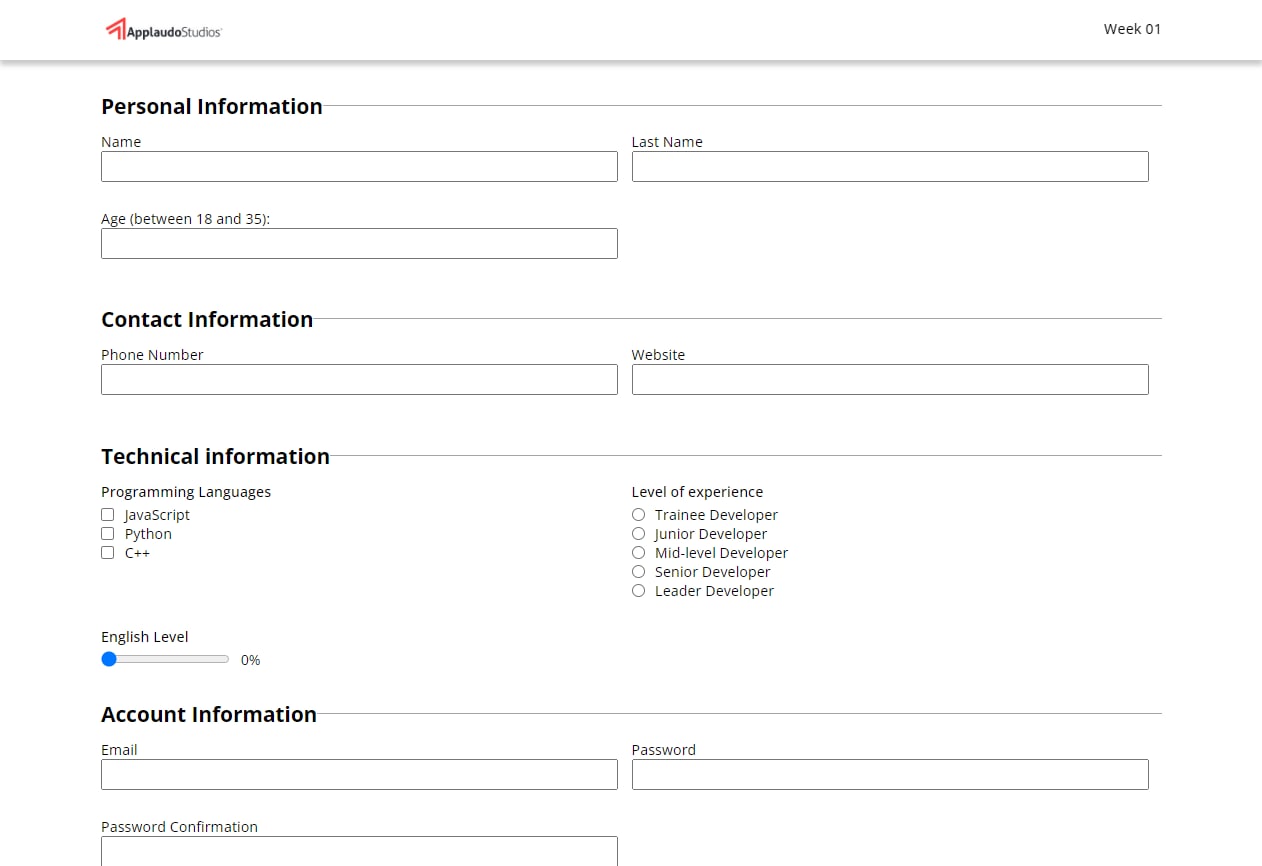 ApplaudoStudios
Week 01
Personal Information
Name
Last Name
Age (between 18 and 35):
Contact Information
Phone Number
Website
Technical information
Programming Languages
JavaScript
Python
C++
Level of experience
Trainee Developer
Junior Developer
Mid-level Developer
Senior Developer
Leader Developer
English Level
0%
Account Information
Email
Password
Password Confirmation